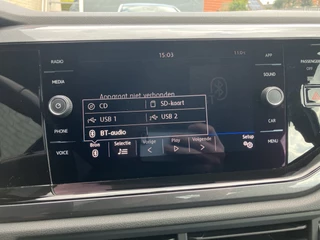 15:03
RADIO
APP
PASSENGER
MEDIA
SOUND
Apparaat niet verbonden
CD
SD-kaart
USB 1
USB 2
BT-audio
PHONE
CAR
Bron
Selectie
Vorige
Play
Volgende
Setup
VOICE
MENU